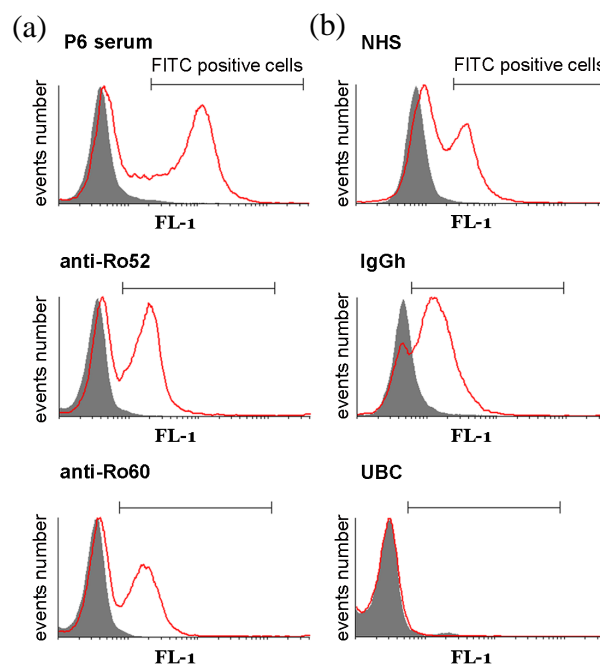 (a)
P6 serum
FITC positive cells
events number
FL-1
anti-Ro52
events number
FL-1
anti-Ro60
events number
FL-1
(b)
NHS
FITC positive cells
events number
FL-1
IgGh
events number
FL-1
UBC
events number
FL-1